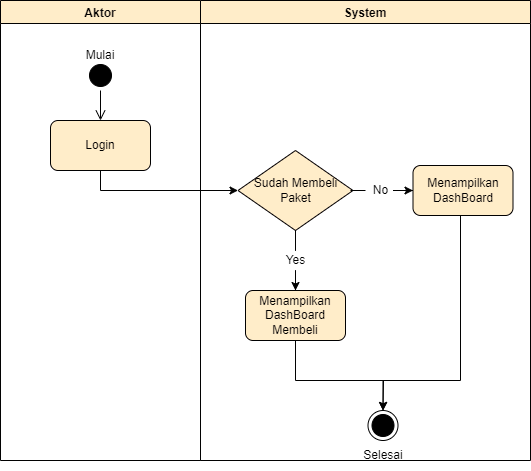 Aktor
System
Mulai
Login
Sudah Membeli
Paket
No
Menampilkan
DashBoard
Yes
Menampilkan
DashBoard
Membeli
Selesai